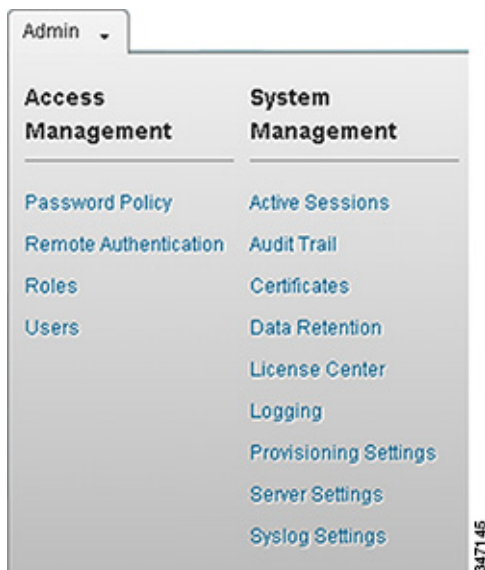 Admin
Access
Management
Password Policy
Remote Authentication
Roles
Users
System
Management
Active Sessions
Audit Trail
Certificates
Data Retention
License Center
Logging
Provisioning Settings
Server Settings
Syslog Settings
347145